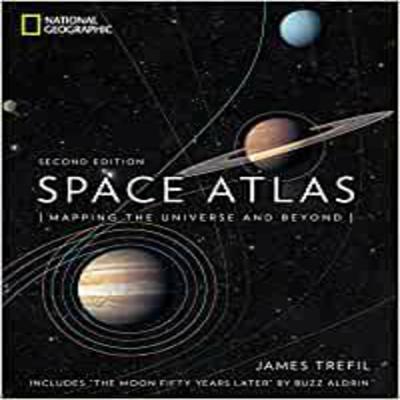 NATIONAL
GEOGRAPHIC
SECOND EDITION
SPACE ATLAS
[ MAPPING THE UNIVERSE AND BEYOND ]
JAMES TREFIL
INCLUDES "THE MOON FIFTY YEARS LATER" BY BUZZ ALDRIN